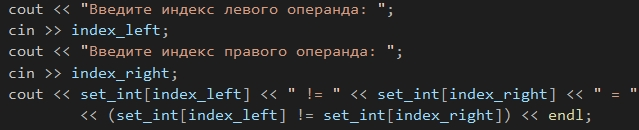 cout << "Введите индекс левого операнда: ";
cin >> index_left;
cout << "Введите индекс правого операнда: ";
cin >> index_right;
cout << set_int[index_left] << " != " << set_int[index_right] << " = "
<< (set_int[index_left] != set_int[index_right]) << endl;